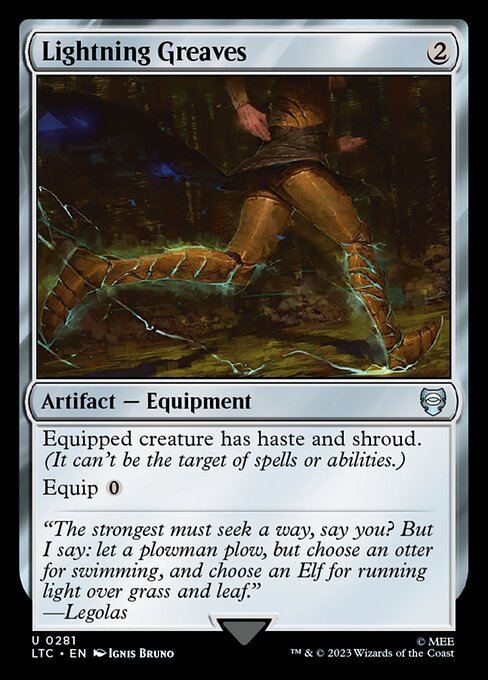 Lightning Greaves 2
Artifact — Equipment
Equipped creature has haste and shroud.
(It can't be the target of spells or abilities.)
Equip 0
"The strongest must seek a way, say you? But
I say: let a plowman plow, but choose an otter
for swimming, and choose an Elf for running
light over grass and leaf."
—Legolas
U 0281
LTC • EN Ignis Bruno
© MEE
™ & © 2023 Wizards of the Coast